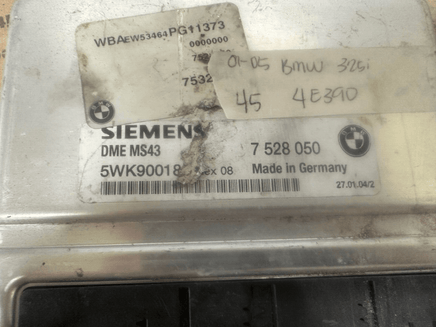 WBAEW53464PG11373
0000000
7532
01-05 BMW 325i
45 4E390
SIEMENS
DME MS43
7 528 050
5WK90018
ex 08
Made in Germany
27.01.04/2